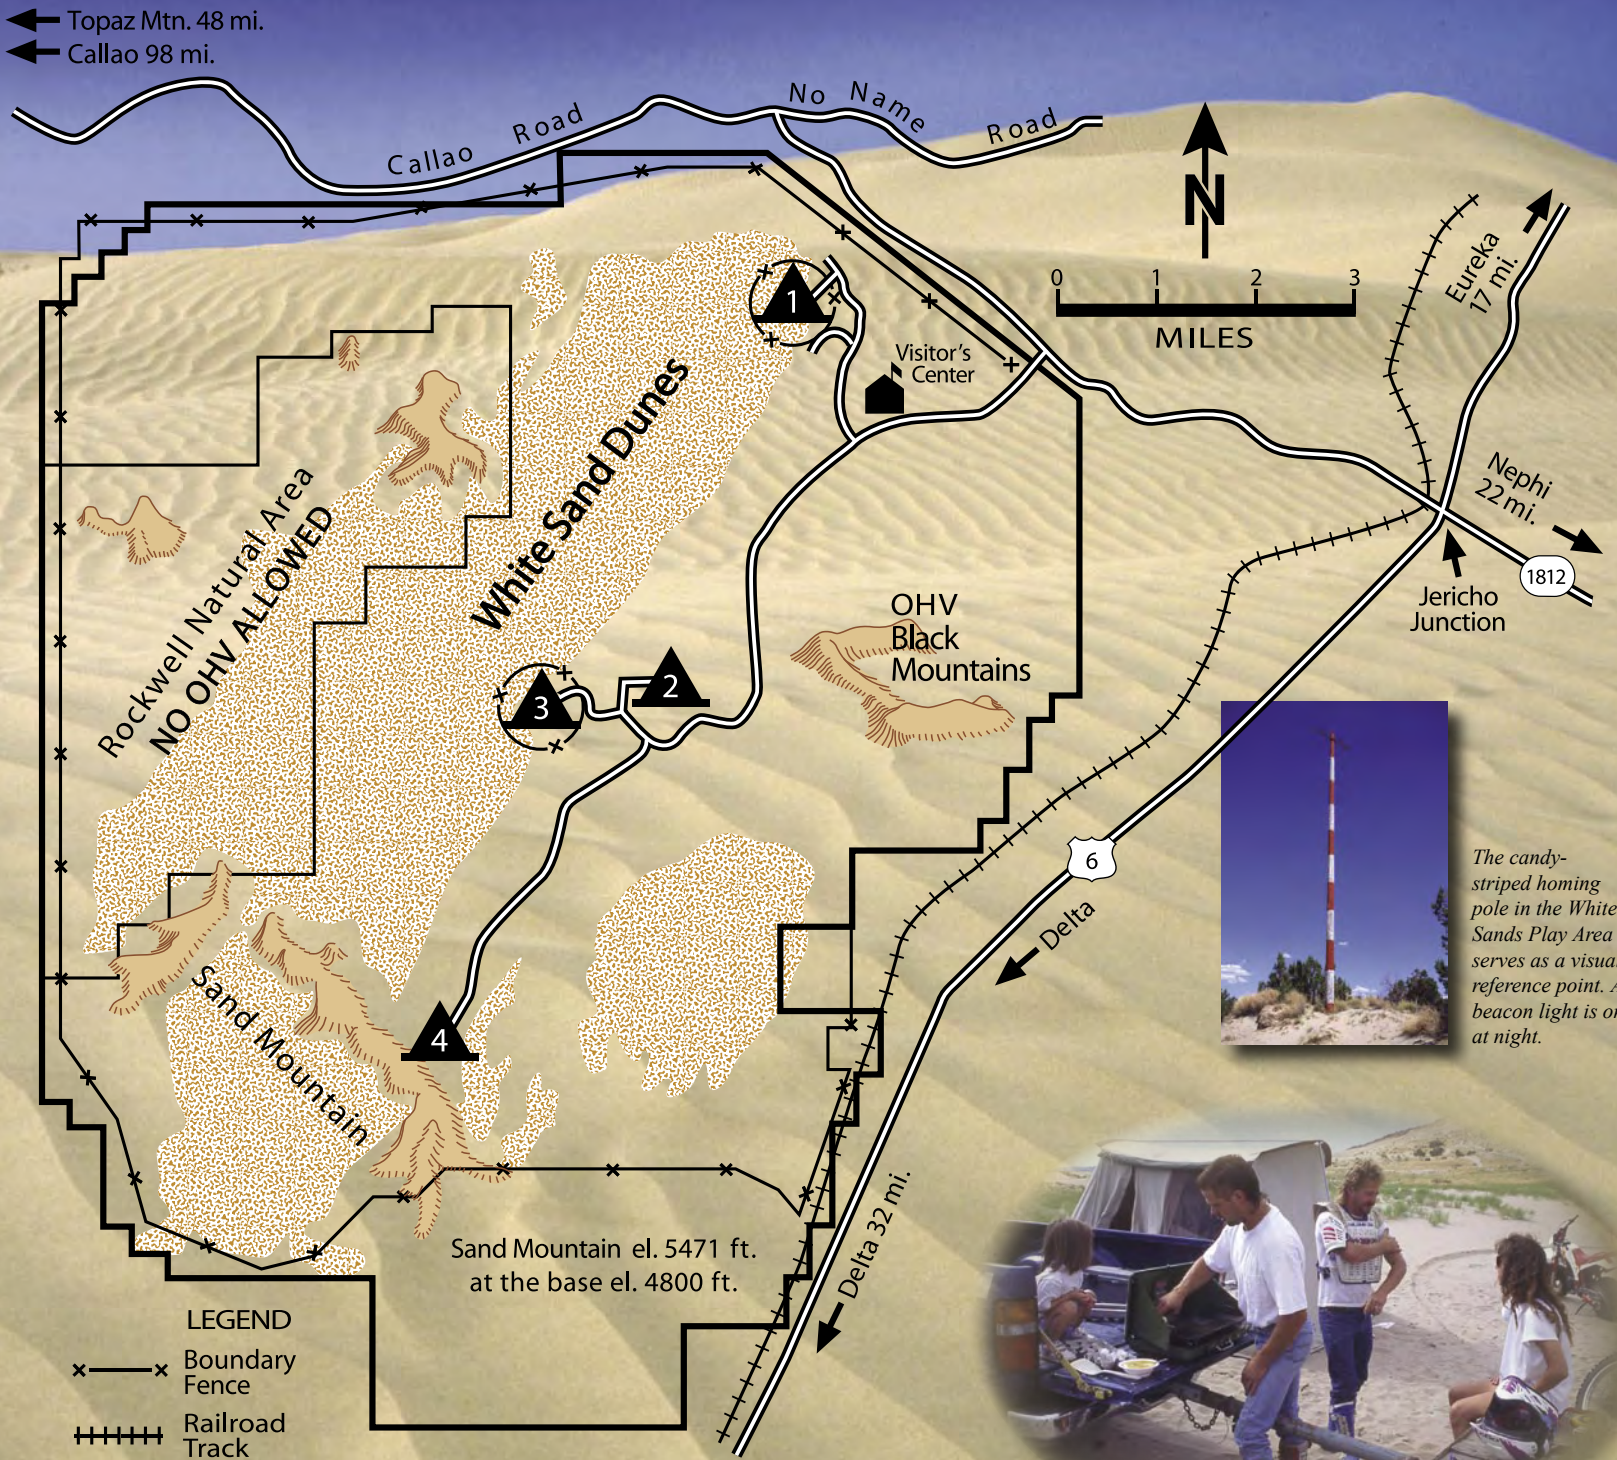 Topaz Mtn. 48 mi.
Callao 98 mi.
Callao Road
No Name Road
N
0 1 2 3
MILES
Eureka
17 mi.
1
Visitor's
Center
White Sand Dunes
Nephi
22 mi.
1812
Jericho
Junction
Rockwell Natural Area
NO OHV ALLOWED
OHV
Black
Mountains
2
3
6
Delta
The candy-
striped homing
pole in the White
Sands Play Area
serves as a visual
reference point. A
beacon light is on
at night.
Sand Mountain
4
Delta 32 mi.
Sand Mountain el. 5471 ft.
at the base el. 4800 ft.
LEGEND
Boundary
Fence
Railroad
Track